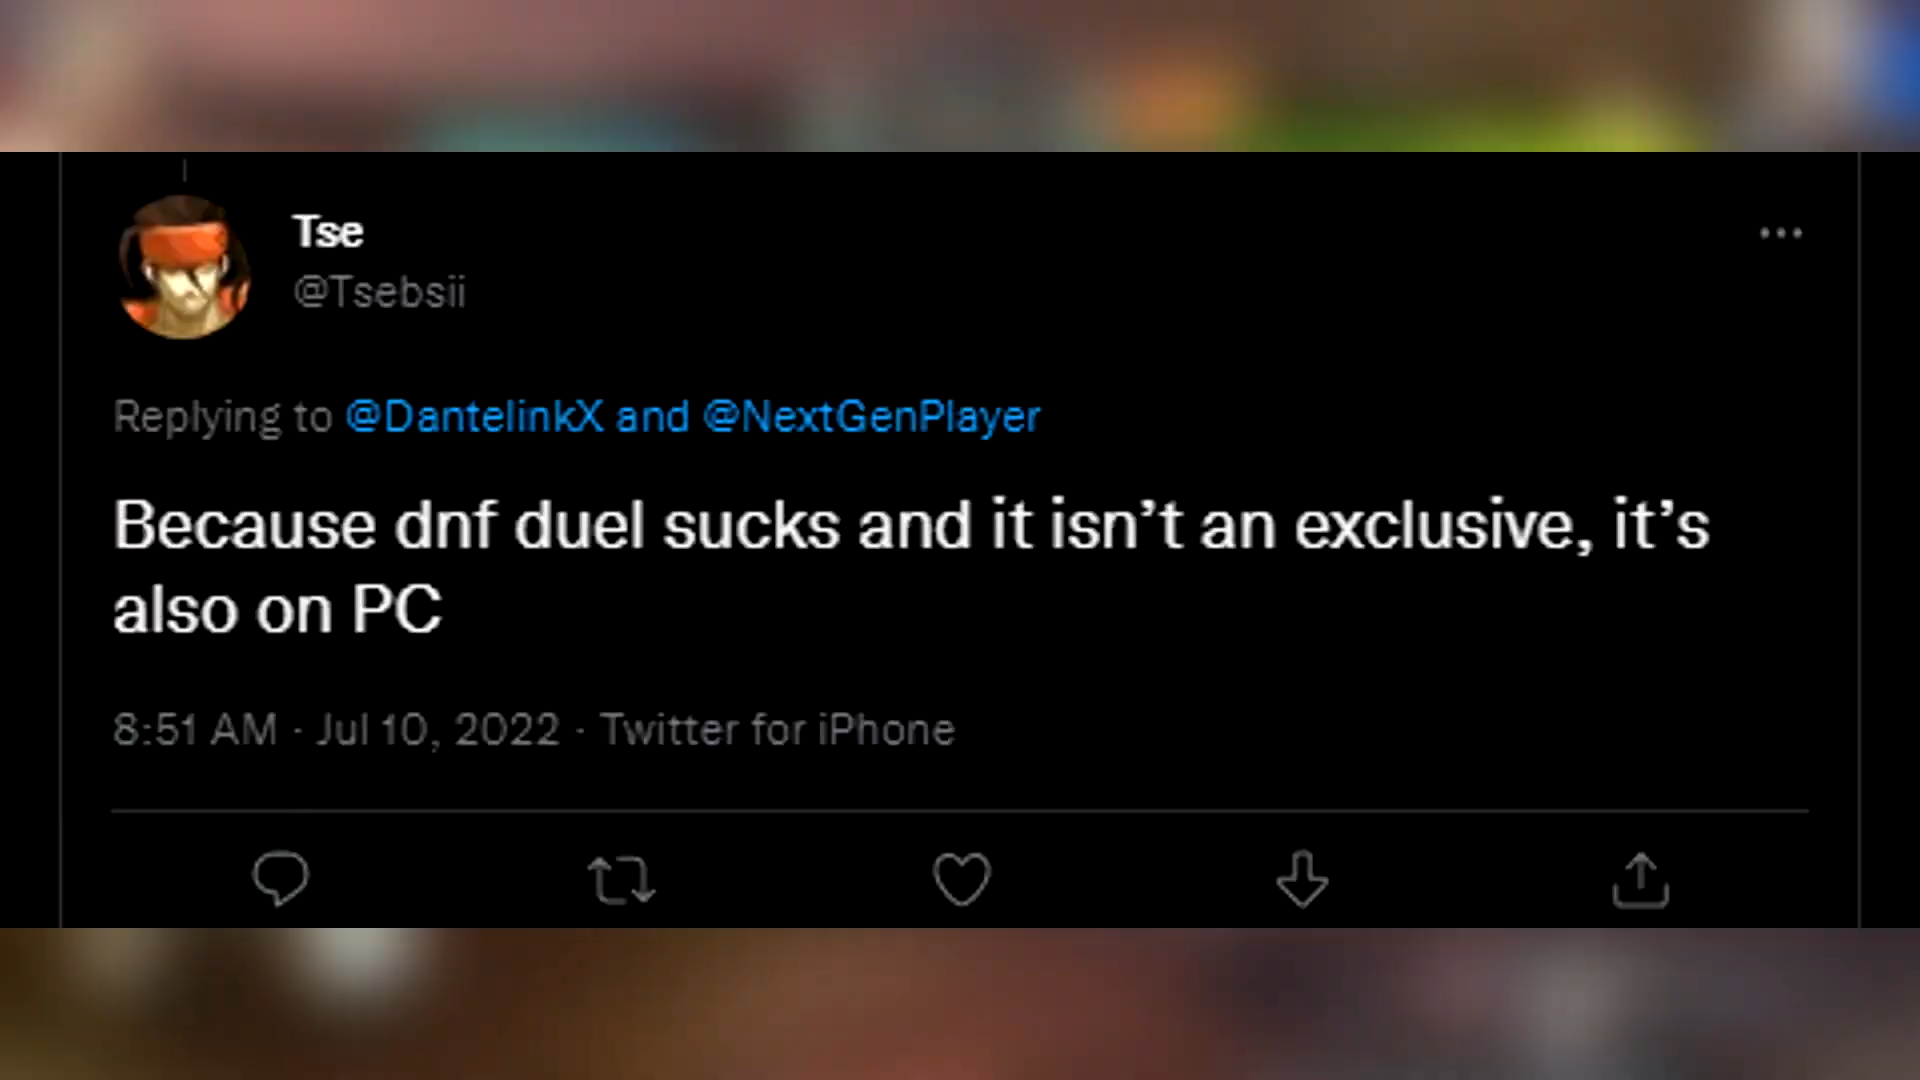 Tse
@Tsebsii
Replying to @DantelinkX and @NextGenPlayer
Because dnf duel sucks and it isn’t an exclusive, it’s
also on PC
8:51 AM · Jul 10, 2022 · Twitter for iPhone